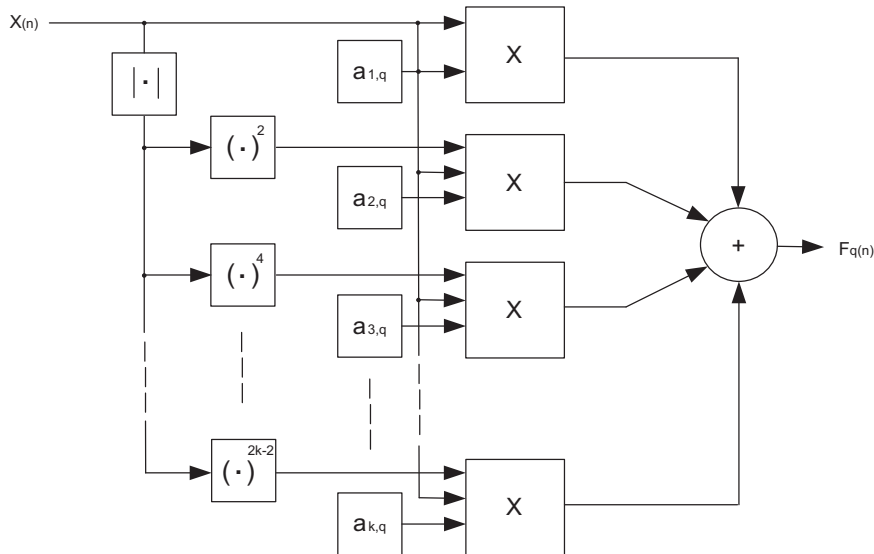 X(n)
a1,q
X
|·|
(·)2
a2,q
X
+
Fq(n)
(·)4
a3,q
X
(·)2k-2
ak,q
X